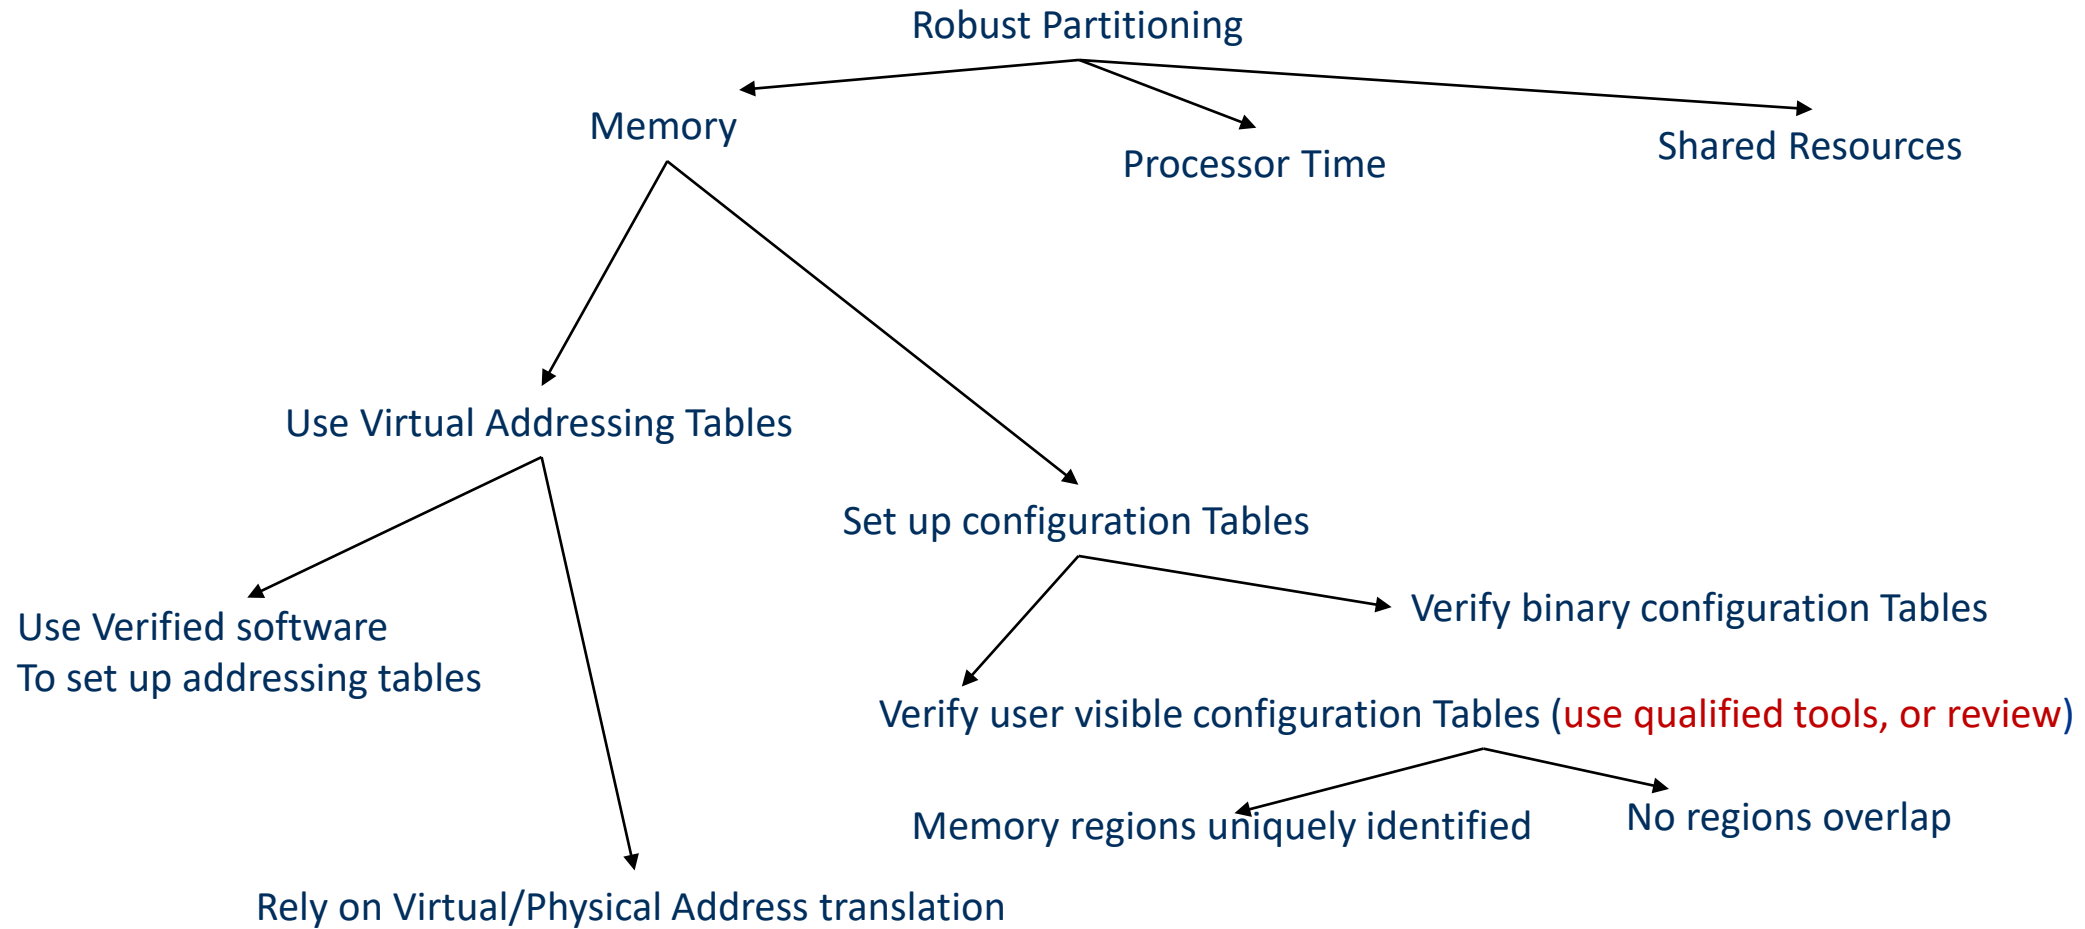 Robust Partitioning
Memory
Processor Time
Shared Resources
Use Virtual Addressing Tables
Set up configuration Tables
Use Verified software
To set up addressing tables
Verify binary configuration Tables
Verify user visible configuration Tables (use qualified tools, or review)
Memory regions uniquely identified
No regions overlap
Rely on Virtual/Physical Address translation